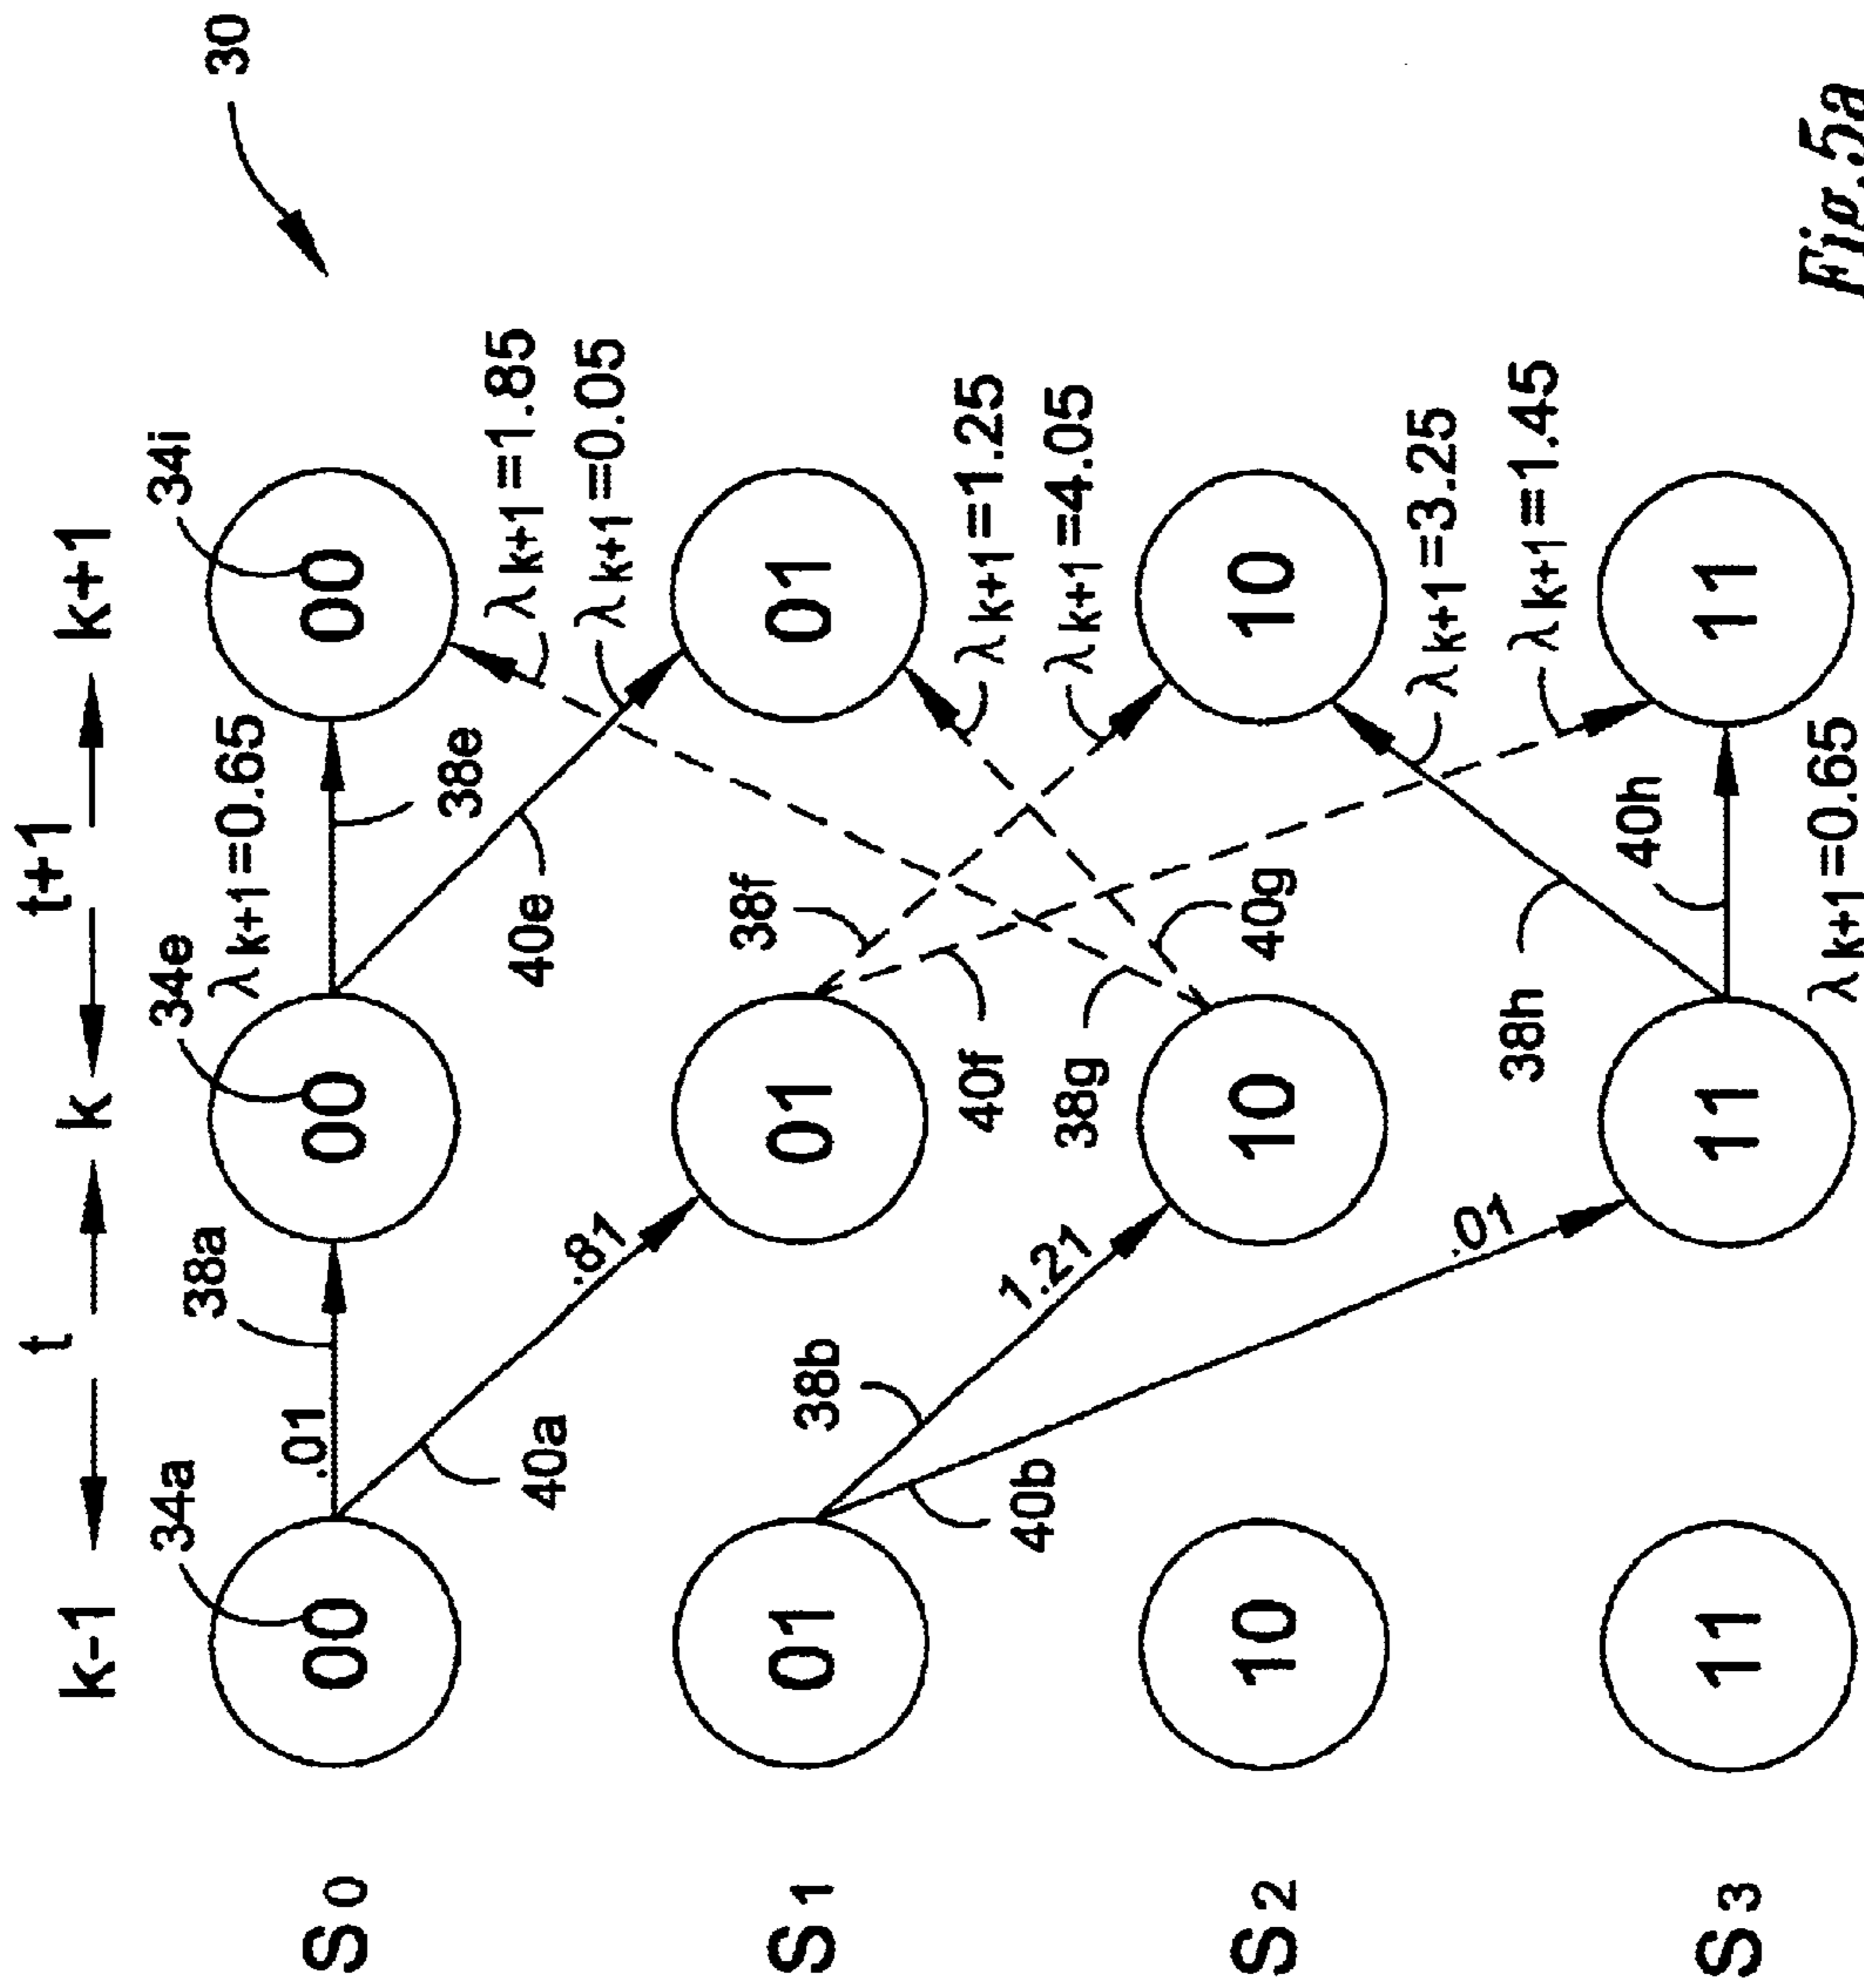 30
t
t+1
k-1
k
k+1
34a
34e
34i
38a
λk+1=0.65
S0
00
.01
00
00
38e
λk+1=1.85
λk+1=0.05
40a
.81
40e
S1
01
01
01
38b
38f
40f
λk+1=1.25
40b
1.21
38g
λk+1=4.05
S2
10
10
10
40g
.01
λk+1=3.25
38h
λk+1=1.45
40h
S3
11
11
11
λk+1=0.65
Fig.5a